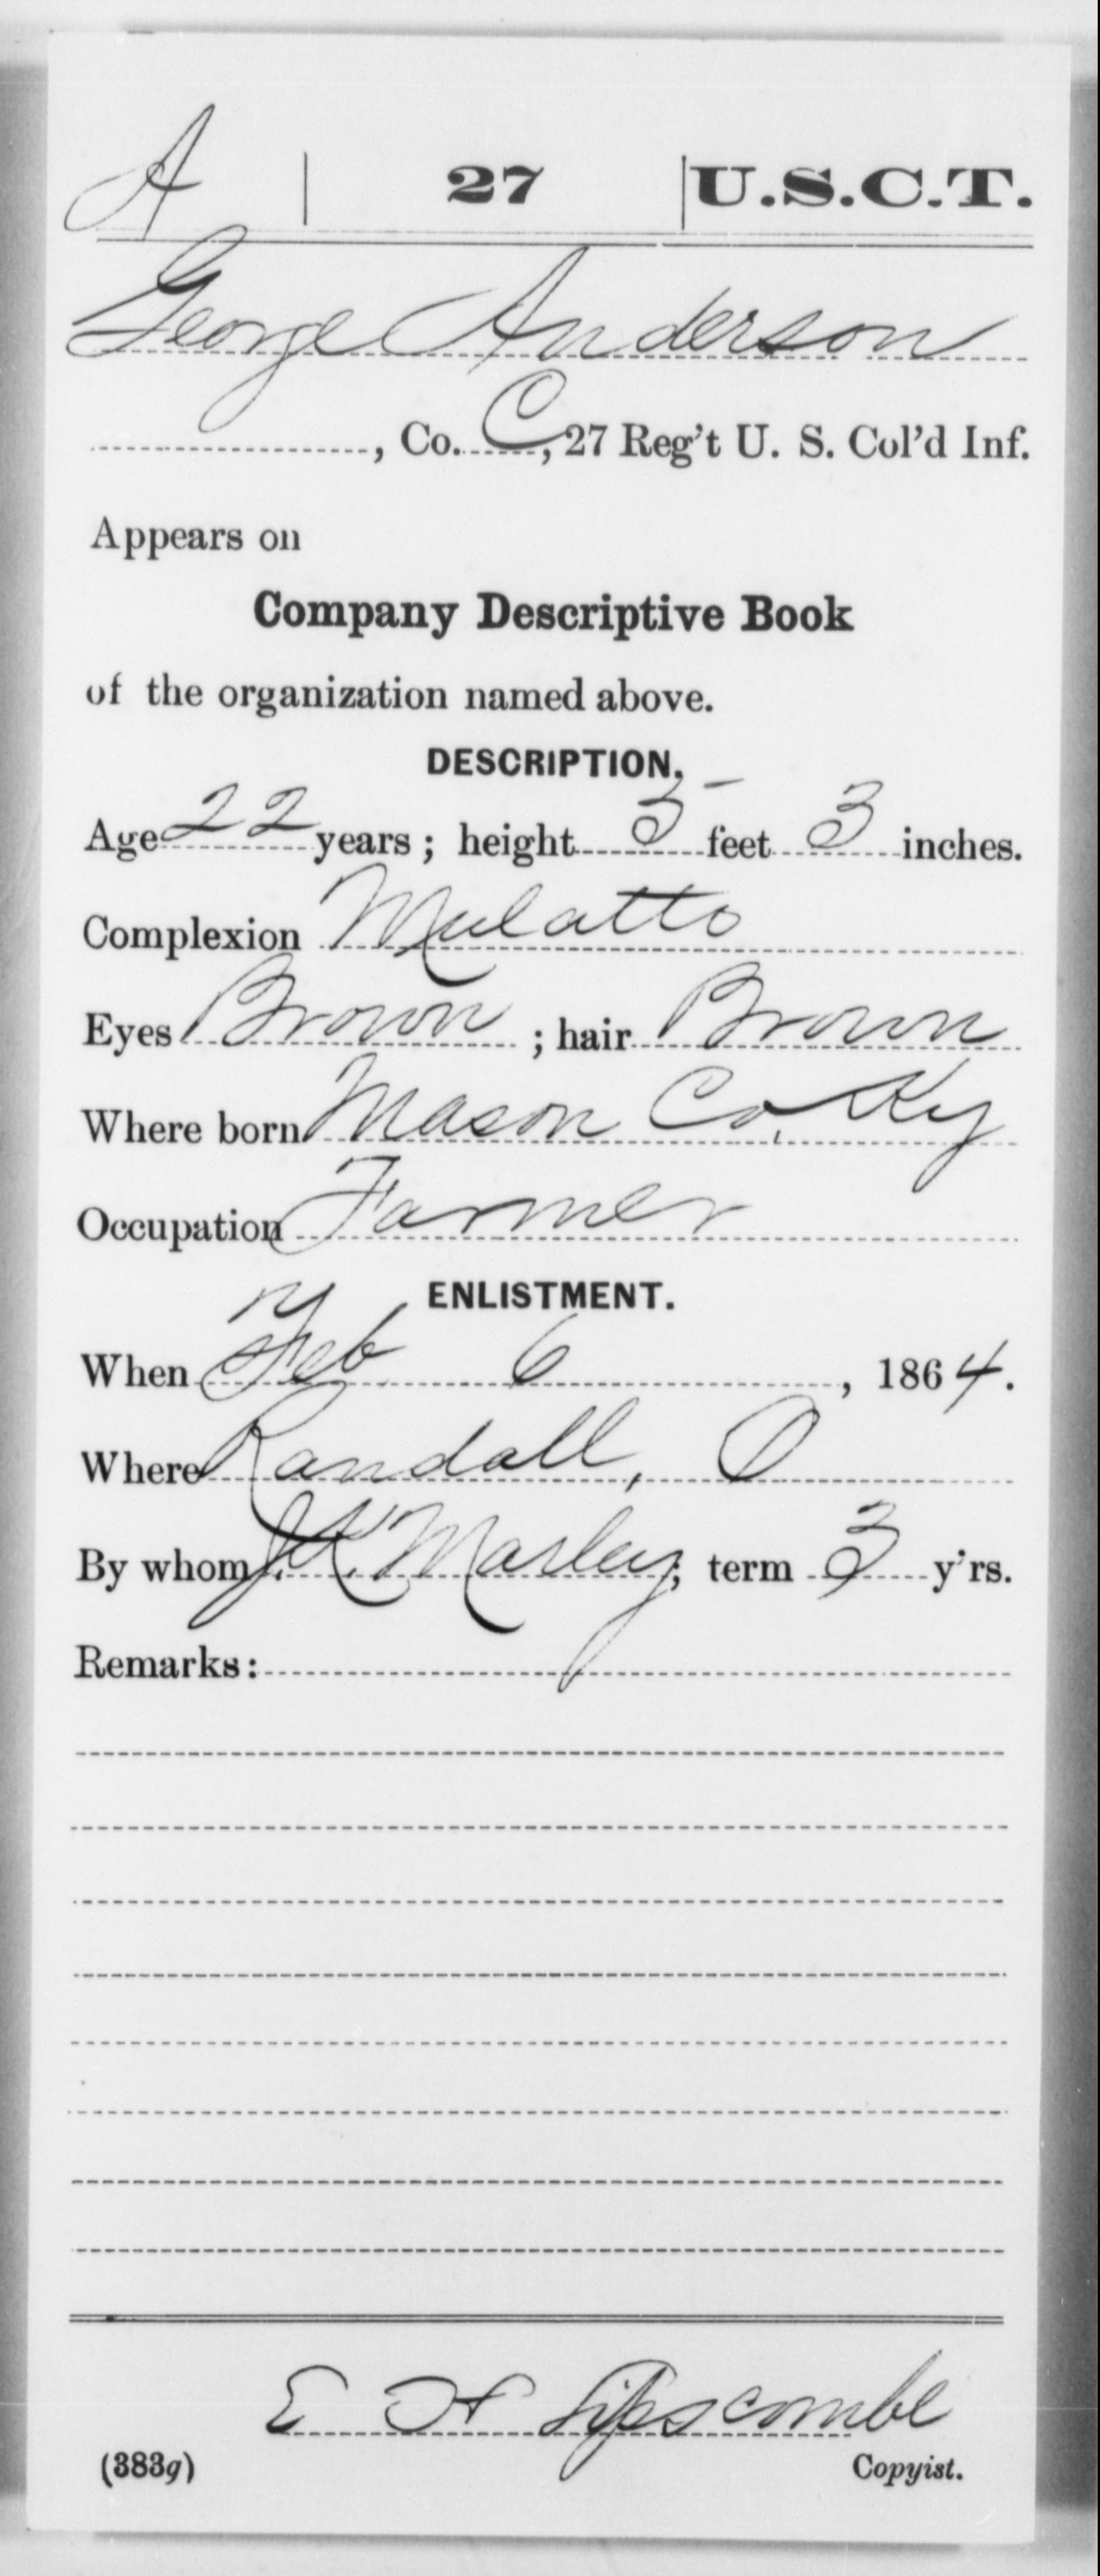 A | 27 | U.S.C.T.
George Anderson
, Co. C, 27 Reg't U. S. Col'd Inf.
Appears on
Company Descriptive Book
of the organization named above.
DESCRIPTION.
Age 22 years; height 5 feet 3 inches.
Complexion Mulatto
Eyes Brown; hair Brown
Where born Mason Co, Ky
Occupation Farmer
ENLISTMENT.
When Feb 6, 1864.
Where Randall, O
By whom Marley; term 3 y'rs.
Remarks:
E H Lipscombe
(383g) Copyist.